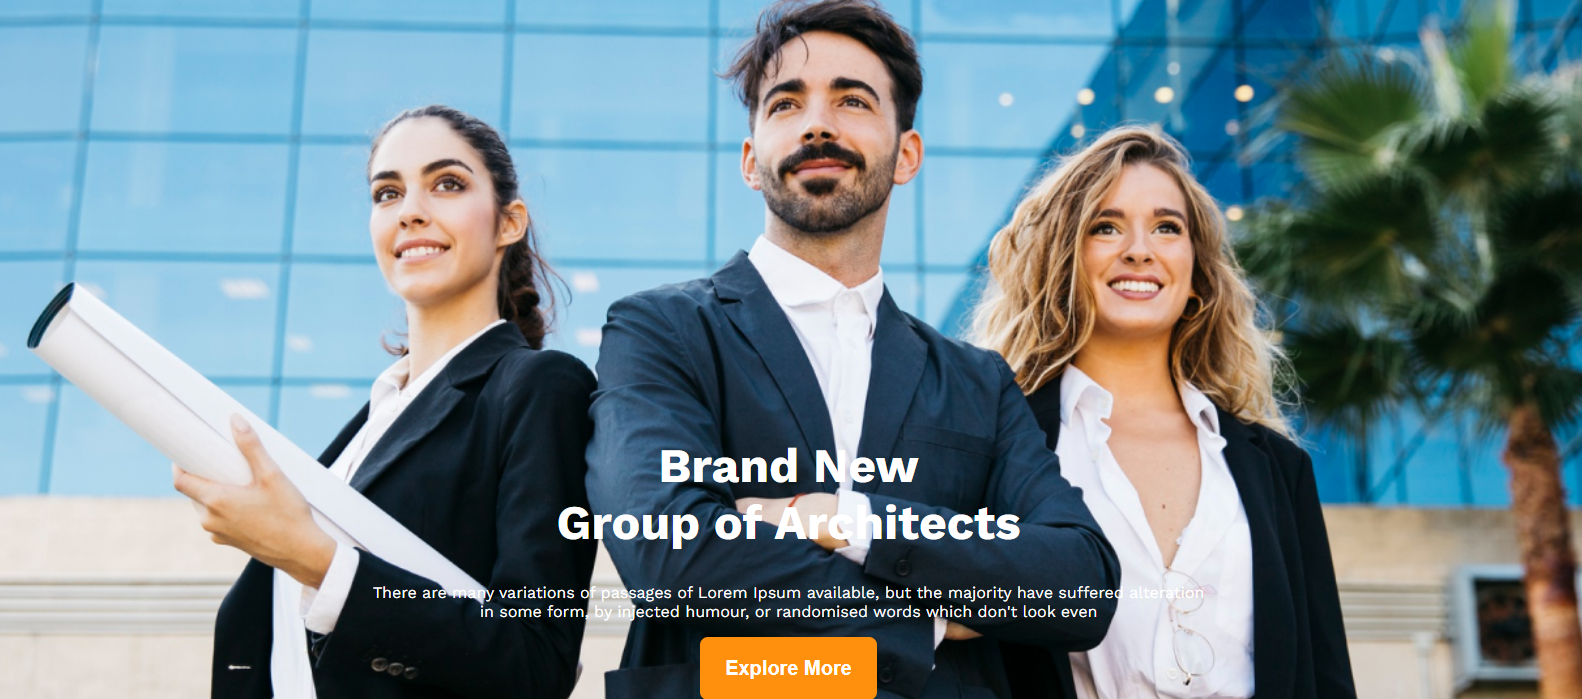 Brand New
Group of Architects
There are many variations of passages of Lorem Ipsum available, but the majority have suffered alteration
in some form, by injected humour, or randomised words which don't look even
Explore More